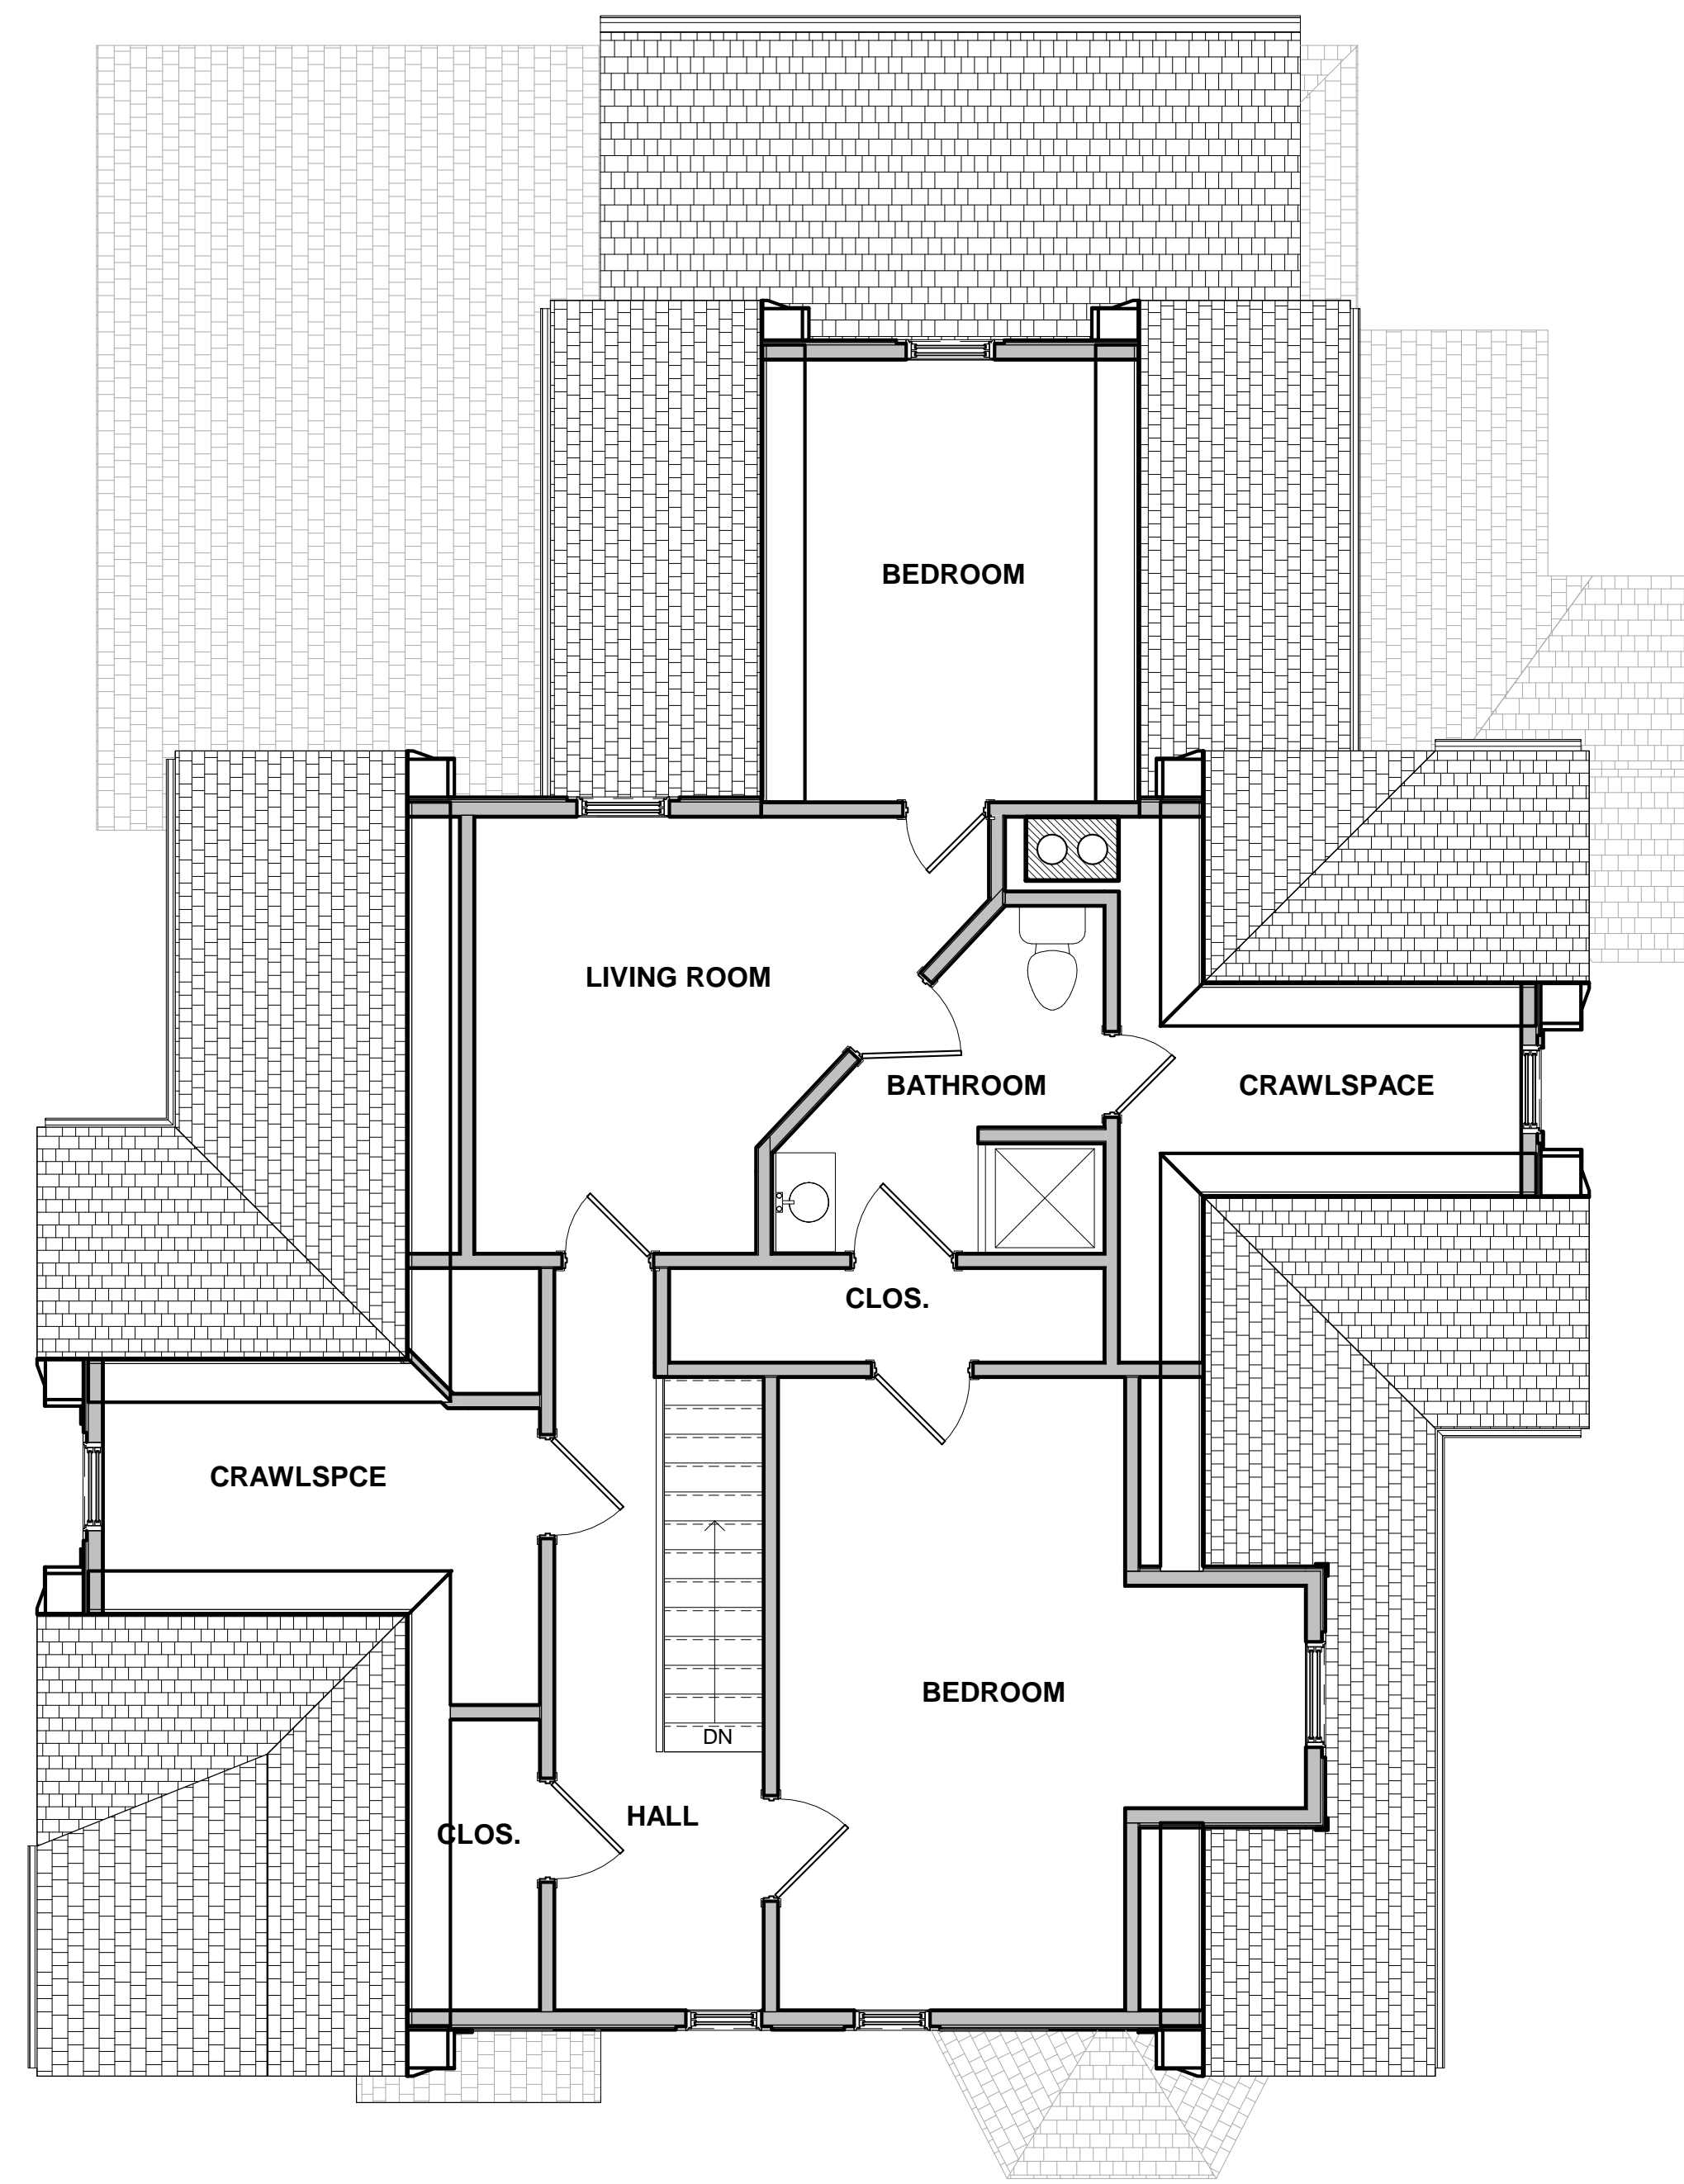 BEDROOM
LIVING ROOM
BATHROOM
CRAWLSPACE
CLOS.
CRAWLSPCE
BEDROOM
DN
HALL
CLOS.